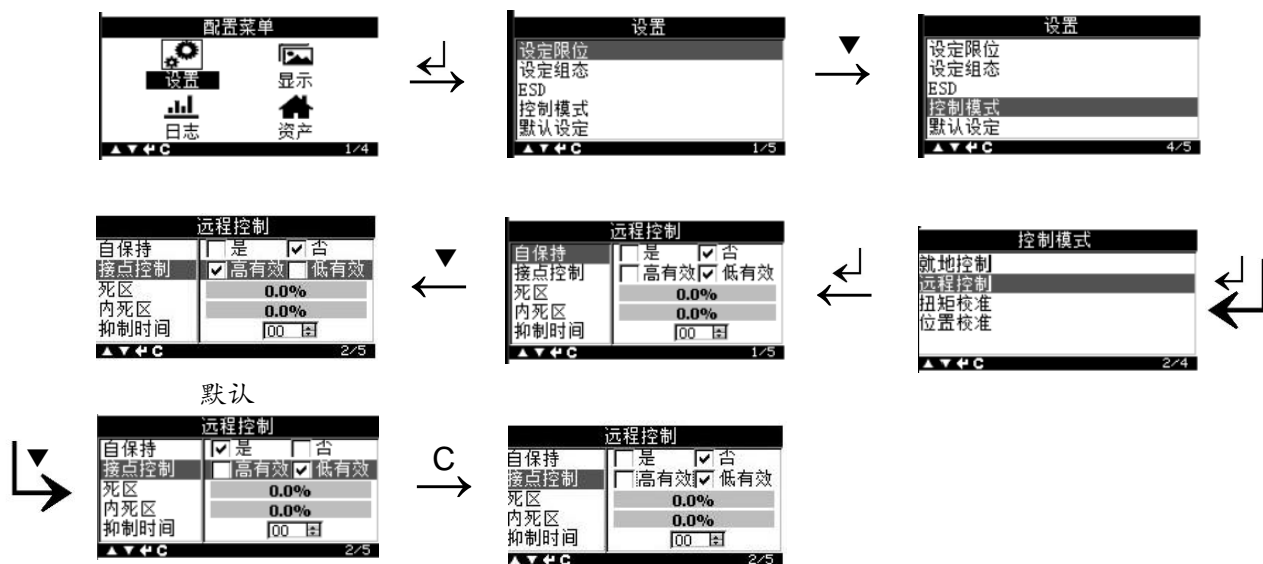 配置菜单
设置
显示
日志
资产
▲ ▼ ↵ C 1/4
↵
设置
设定限位
设定组态
ESD
控制模式
默认设定
▲ ▼ ↵ C 1/5
▼
设置
设定限位
设定组态
ESD
控制模式
默认设定
▲ ▼ ↵ C 4/5
↵
控制模式
就地控制
远程控制
扭矩校准
位置校准
▲ ▼ ↵ C 2/4
↵
远程控制
自保持 是 否
接点控制 高有效 低有效
死区 0.0%
内死区 0.0%
抑制时间 00
▲ ▼ ↵ C 1/5
▼
远程控制
自保持 是 否
接点控制 高有效 低有效
死区 0.0%
内死区 0.0%
抑制时间 00
▲ ▼ ↵ C 2/5
默认
▼
远程控制
自保持 是 否
接点控制 高有效 低有效
死区 0.0%
内死区 0.0%
抑制时间 00
▲ ▼ ↵ C 2/5
C
远程控制
自保持 是 否
接点控制 高有效 低有效
死区 0.0%
内死区 0.0%
抑制时间 00
▲ ▼ ↵ C 2/5